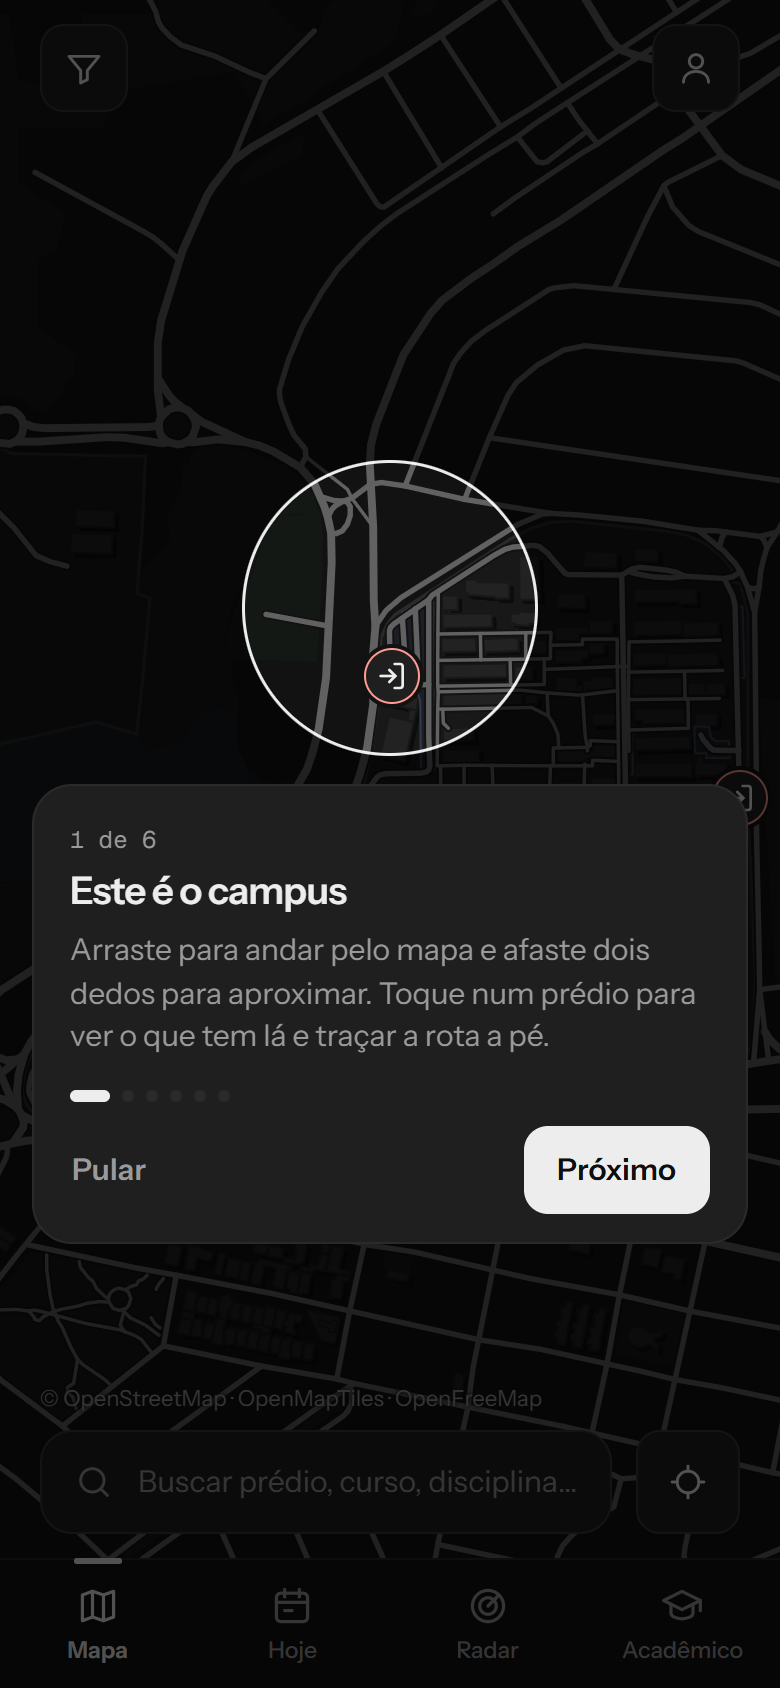 1 de 6
Este é o campus
Arraste para andar pelo mapa e afaste dois
dedos para aproximar. Toque num prédio para
ver o que tem lá e traçar a rota a pé.
Pular
Próximo
© OpenStreetMap · OpenMapTiles · OpenFreeMap
Buscar prédio, curso, disciplina...
Mapa
Hoje
Radar
Acadêmico